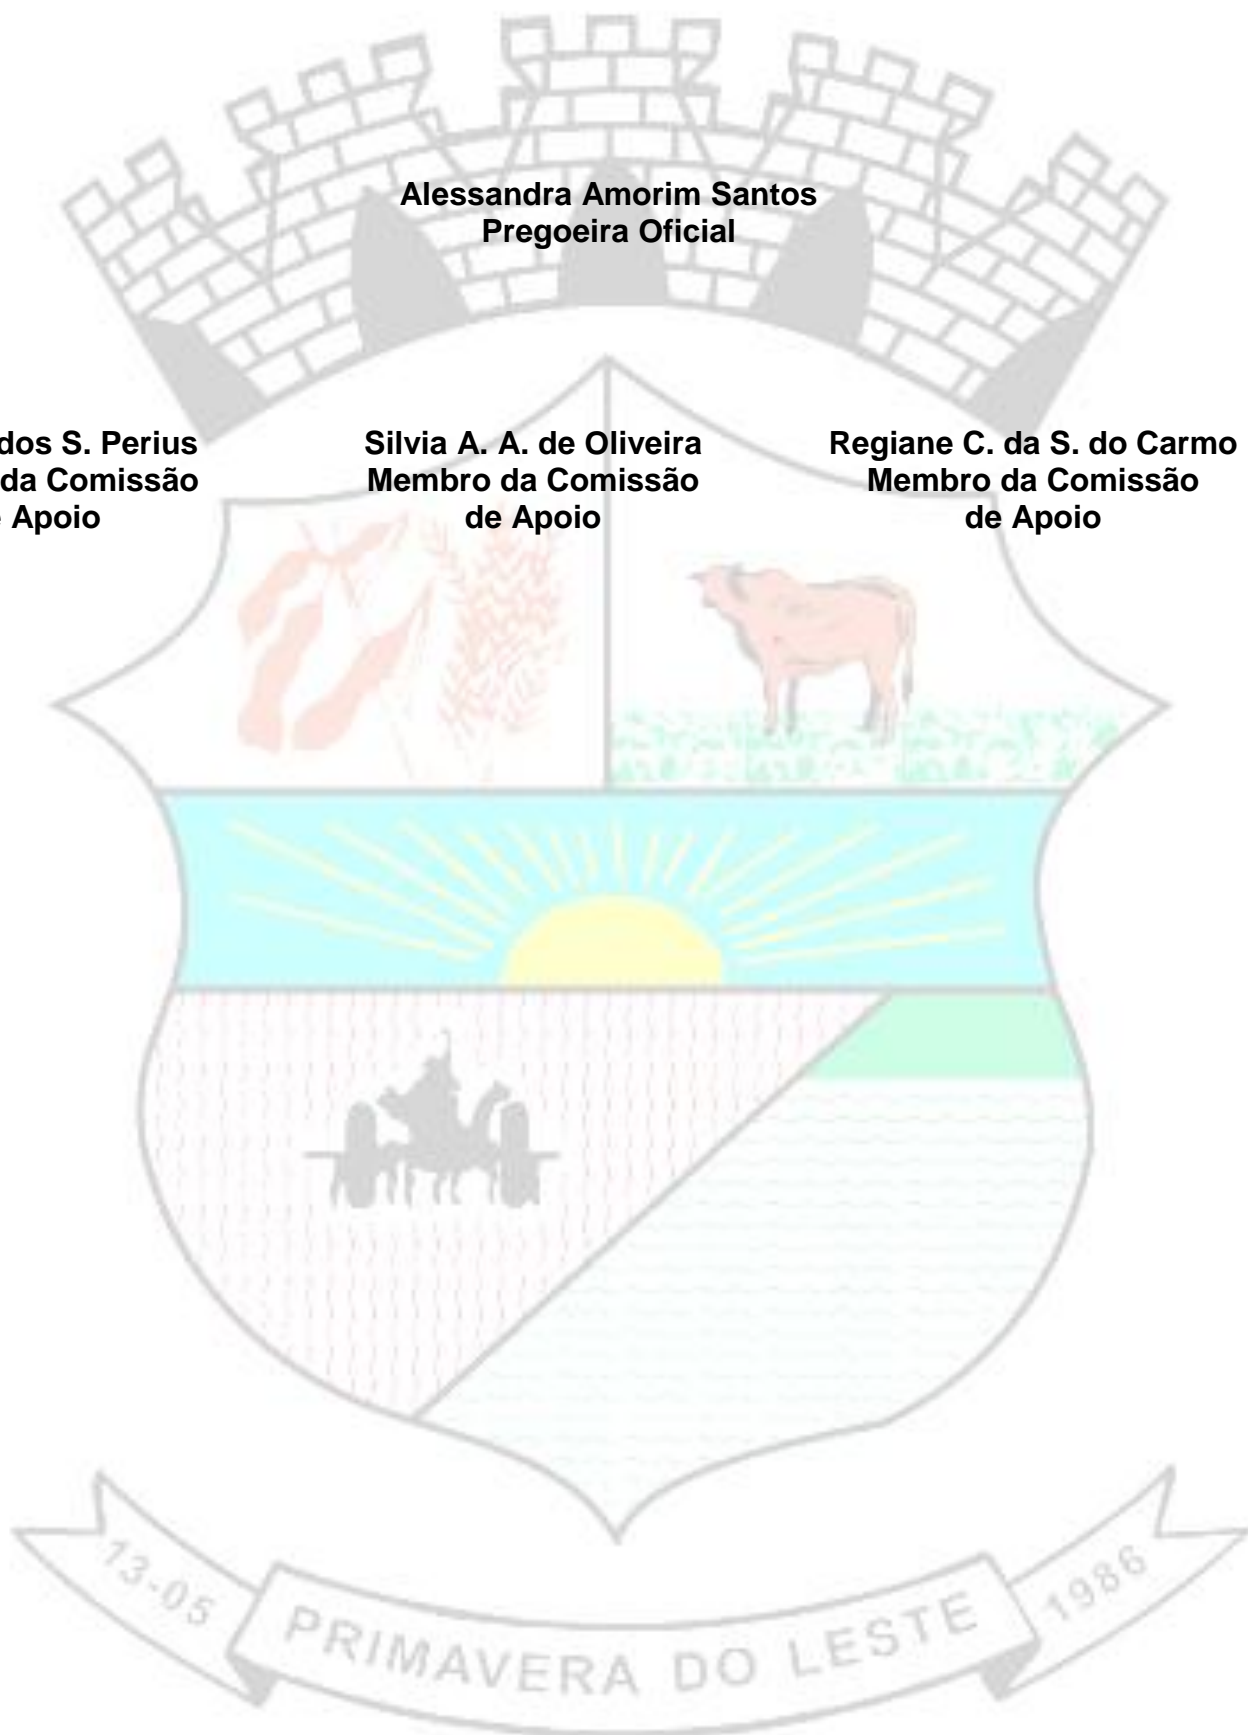 Alessandra Amorim Santos
Pregoeira Oficial
dos S. Perius
da Comissão
Apoio
Silvia A. A. de Oliveira
Membro da Comissão
de Apoio
Regiane C. da S. do Carmo
Membro da Comissão
de Apoio
13-05
PRIMAVERA DO LESTE
1986